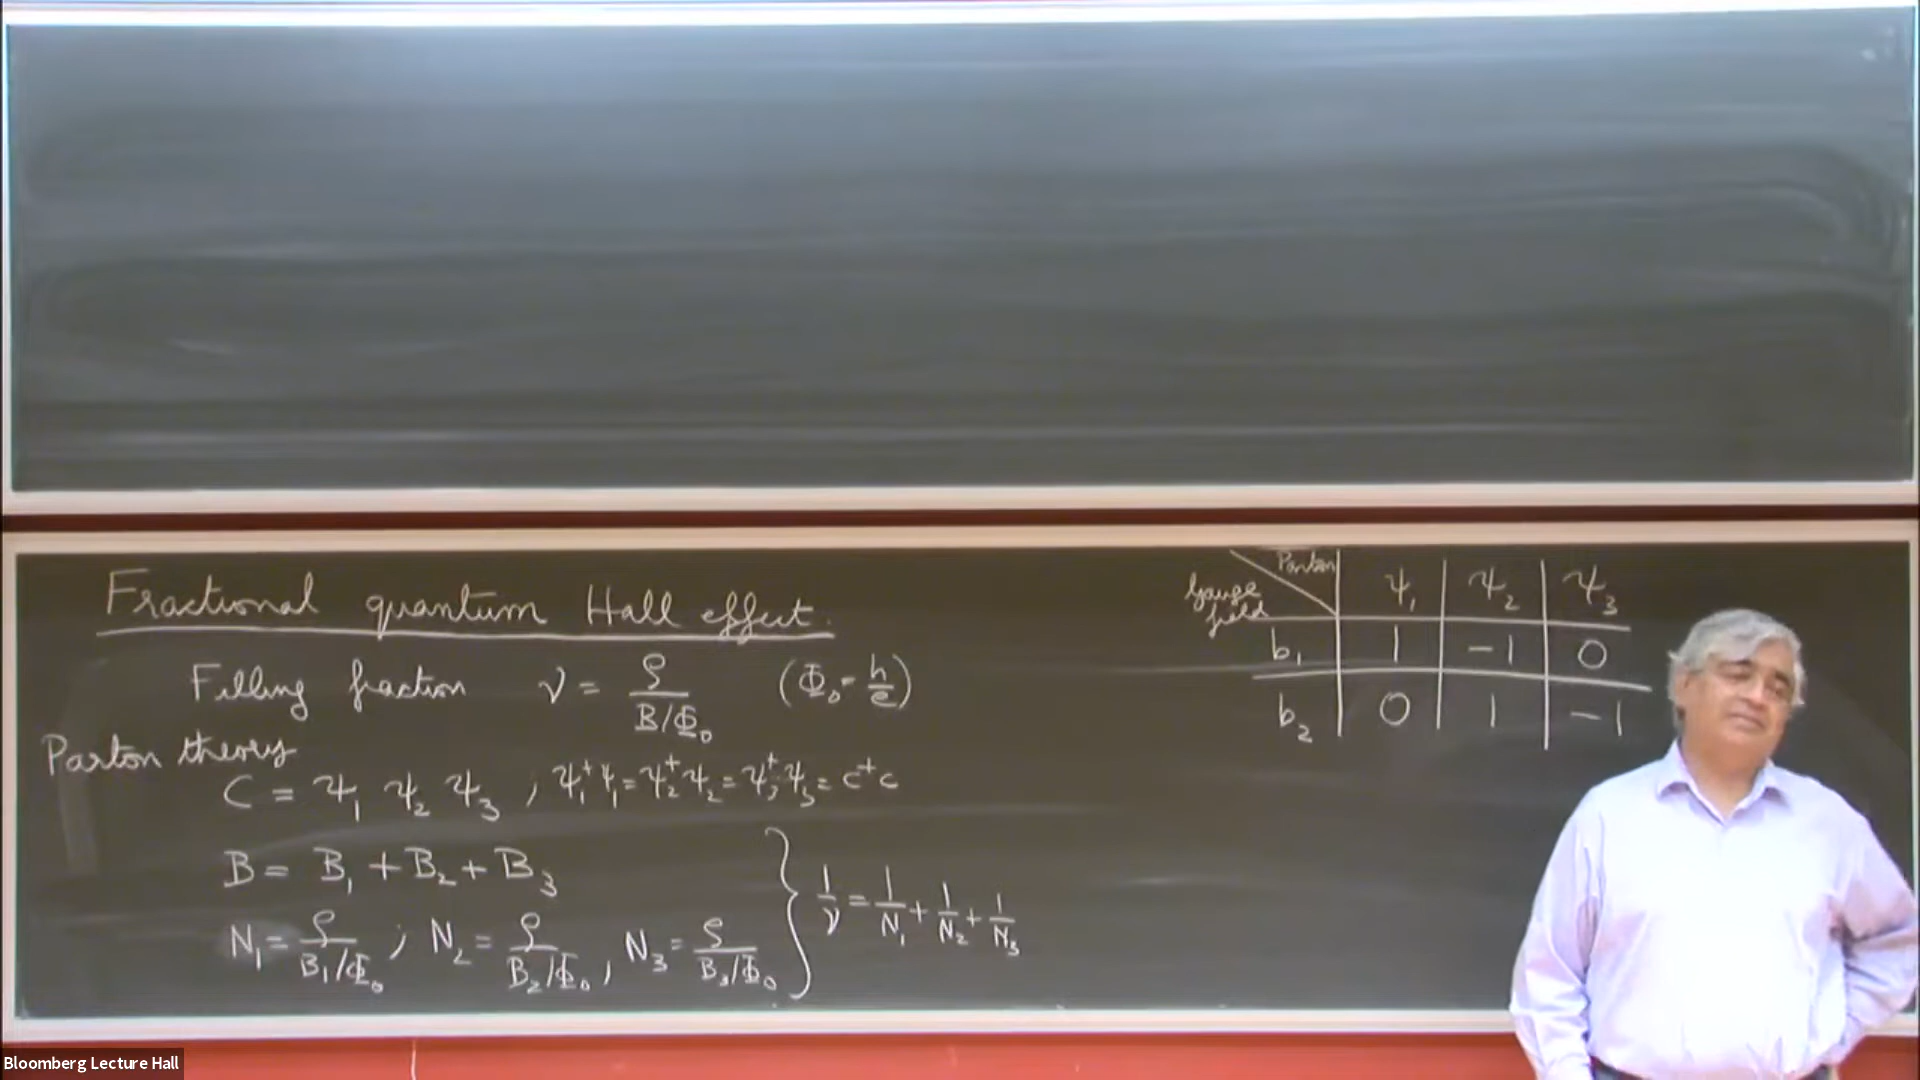 Fractional quantum Hall effect.
Filling fraction ν = ρ / (B/Φ₀) (Φ₀ = h/e)
Parton theory
C = ψ₁ ψ₂ ψ₃ , ψ₁⁺ψ₁ = ψ₂⁺ψ₂ = ψ₃⁺ψ₃ = c⁺c
B = B₁ + B₂ + B₃
N₁ = ρ / (B₁/Φ₀) ; N₂ = ρ / (B₂/Φ₀) , N₃ = ρ / (B₃/Φ₀) } 1/ν = 1/N₁ + 1/N₂ + 1/N₃
Parton ψ₁ ψ₂ ψ₃
Gauge field
b₁ 1 -1 0
b₂ 0 1 -1
Bloomberg Lecture Hall